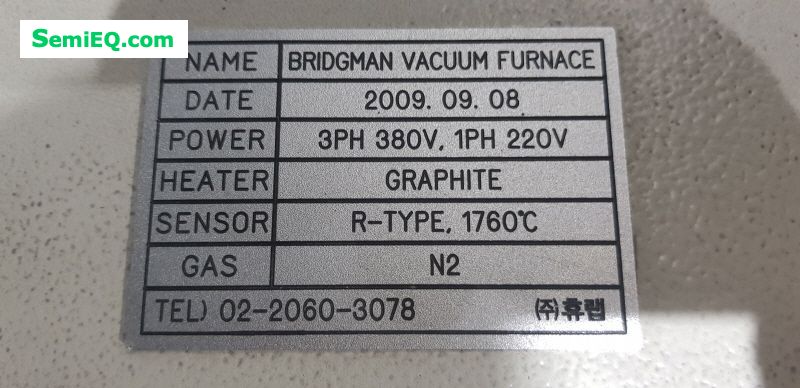 SemiEQ.com
NAME BRIDGMAN VACUUM FURNACE
DATE 2009. 09. 08
POWER 3PH 380V, 1PH 220V
HEATER GRAPHITE
SENSOR R-TYPE, 1760℃
GAS N2
TEL) 02-2060-3078 ㈜휴랩